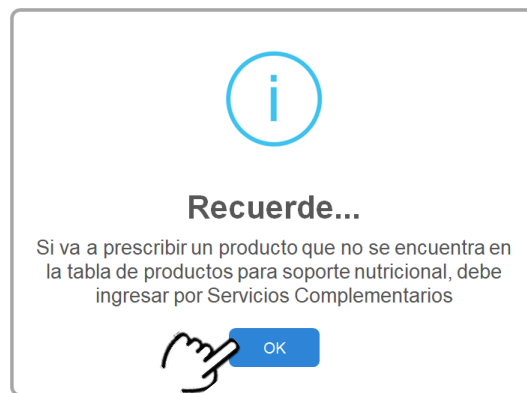 i
Recuerde...
Si va a prescribir un producto que no se encuentra en
la tabla de productos para soporte nutricional, debe
ingresar por Servicios Complementarios
OK